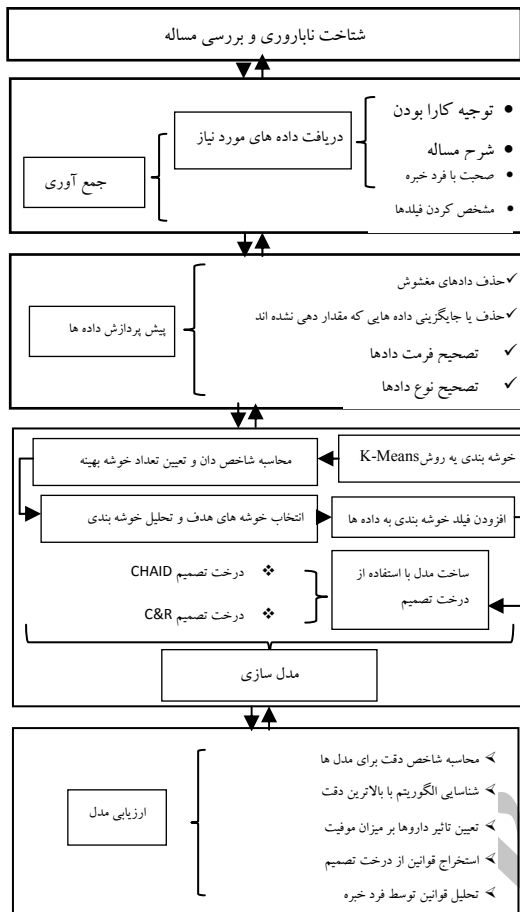 شتاخت ناباروری و بررسی مساله
توجیه کارا بودن
شرح مساله
صحبت با فرد خبره
مشخص کردن فیلدها
دریافت داده های مورد نیاز
جمع آوری
حذف دادهای مغشوش
حذف یا جایگزینی داده هایی که مقدار دهی نشده اند
تصحیح فرمت دادها
تصحیح نوع دادها
پیش پردازش داده ها
خوشه بندی یه روشK-Means
محاسبه شاخص دان و تعیین تعداد خوشه بهینه
انتخاب خوشه های هدف و تحلیل خوشه بندی
افزودن فیلد خوشه بندی به داده ها
ساخت مدل با استفاده از
درخت تصمیم
درخت تصمیم CHAID
درخت تصمیم C&R
مدل سازی
محاسبه شاخص دقت برای مدل ها
شناسایی الگوریتم با بالاترین دقت
تعیین تاثیر داروها بر میزان موفیت
استخراج قوانین از درخت تصمیم
تحلیل قوانین توسط فرد خبره
ارزیابی مدل